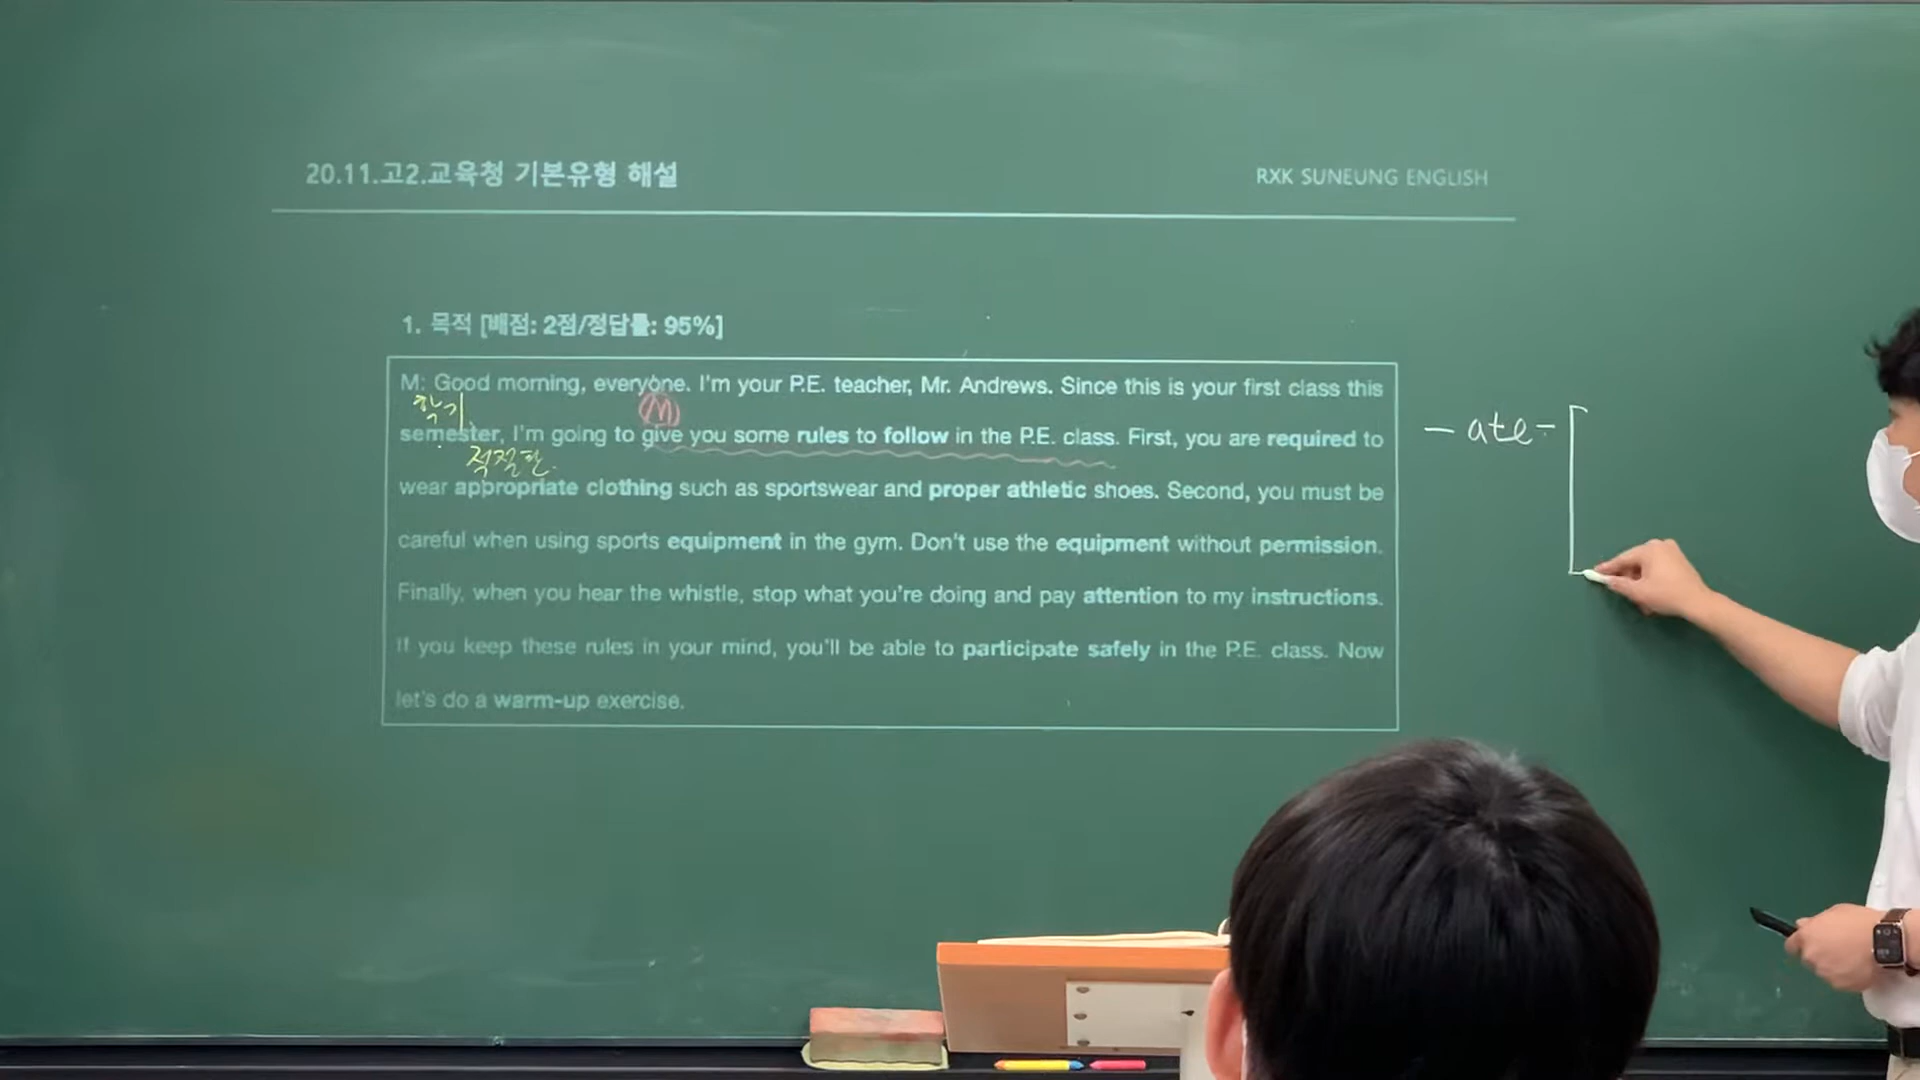 20.11.고2.교육청 기본유형 해설
RXK SUNEUNG ENGLISH
1. 목적 [배점: 2점/정답률: 95%]
M: Good morning, everyone. I'm your P.E. teacher, Mr. Andrews. Since this is your first class this
학기
M
semester, I'm going to give you some rules to follow in the P.E. class. First, you are required to
적절한
wear appropriate clothing such as sportswear and proper athletic shoes. Second, you must be
careful when using sports equipment in the gym. Don't use the equipment without permission.
Finally, when you hear the whistle, stop what you're doing and pay attention to my instructions.
If you keep these rules in your mind, you'll be able to participate safely in the P.E. class. Now
let's do a warm-up exercise.
- ate -